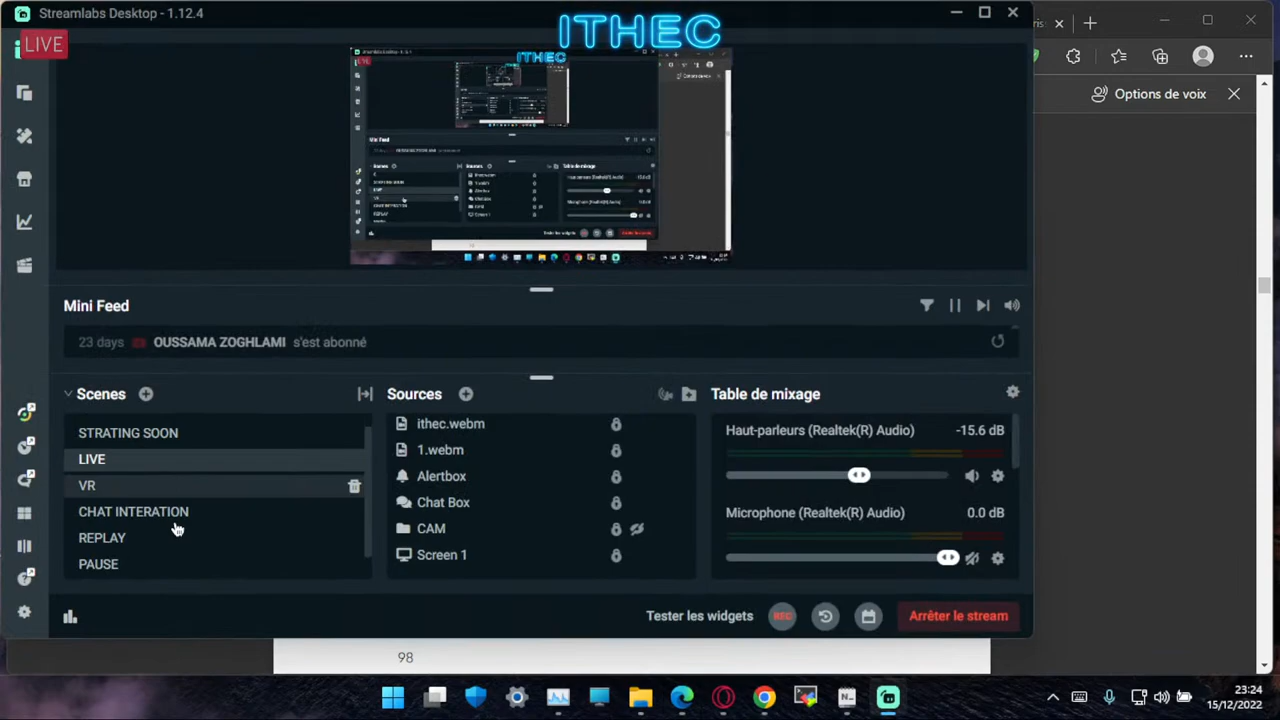 Streamlabs Desktop - 1.12.4
ITHEC
LIVE
ITHEC
Options de voix
Mini Feed
23 days OUSSAMA ZOGHLAMI s'est abonné
Scenes
STRATING SOON
LIVE
VR
CHAT INTERATION
REPLAY
PAUSE
Sources
ithec.webm
1.webm
Alertbox
Chat Box
CAM
Screen 1
Table de mixage
Haut-parleurs (Realtek(R) Audio) -15.6 dB
Microphone (Realtek(R) Audio) 0.0 dB
Tester les widgets
REC
Arrêter le stream
98
23:24
15/12/2022